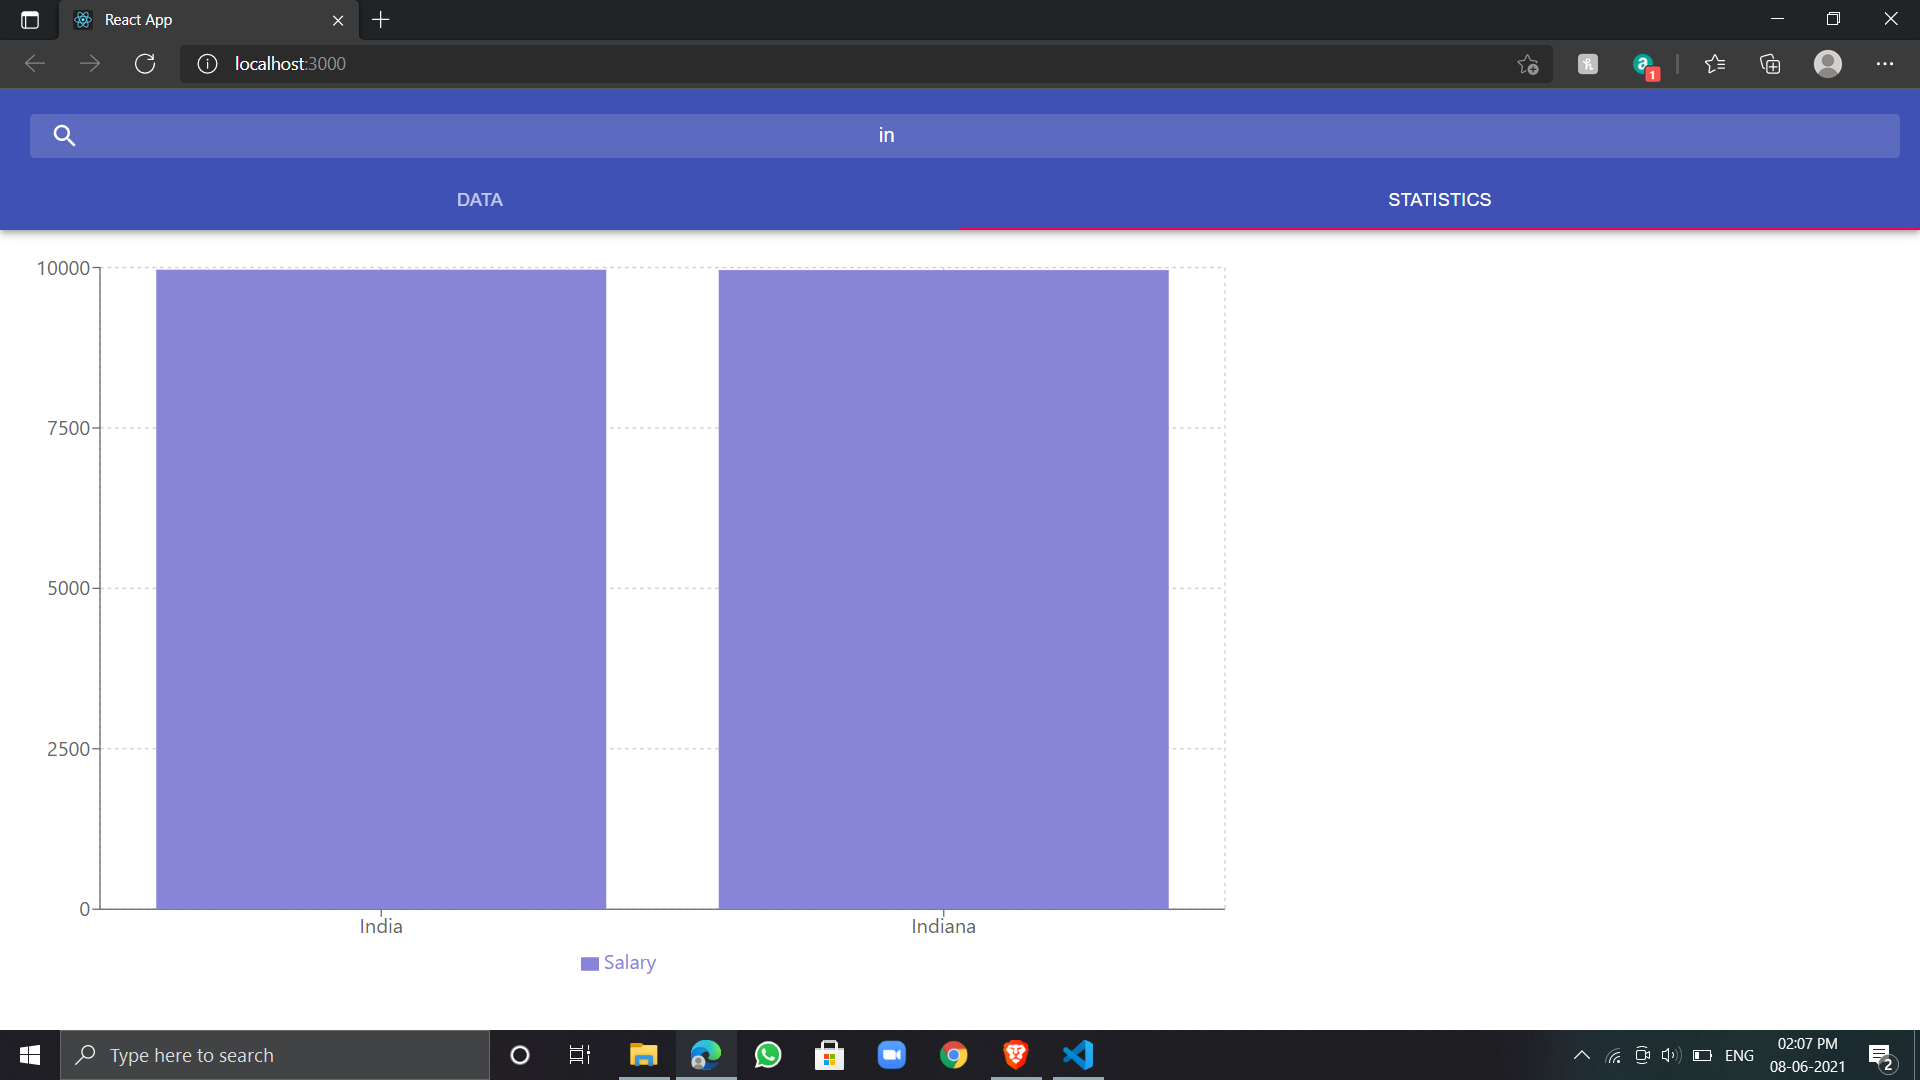 React App
localhost:3000
a
1
in
DATA
STATISTICS
10000
7500
5000
2500
0
India
Indiana
Salary
Type here to search
ENG
02:07 PM
08-06-2021
2